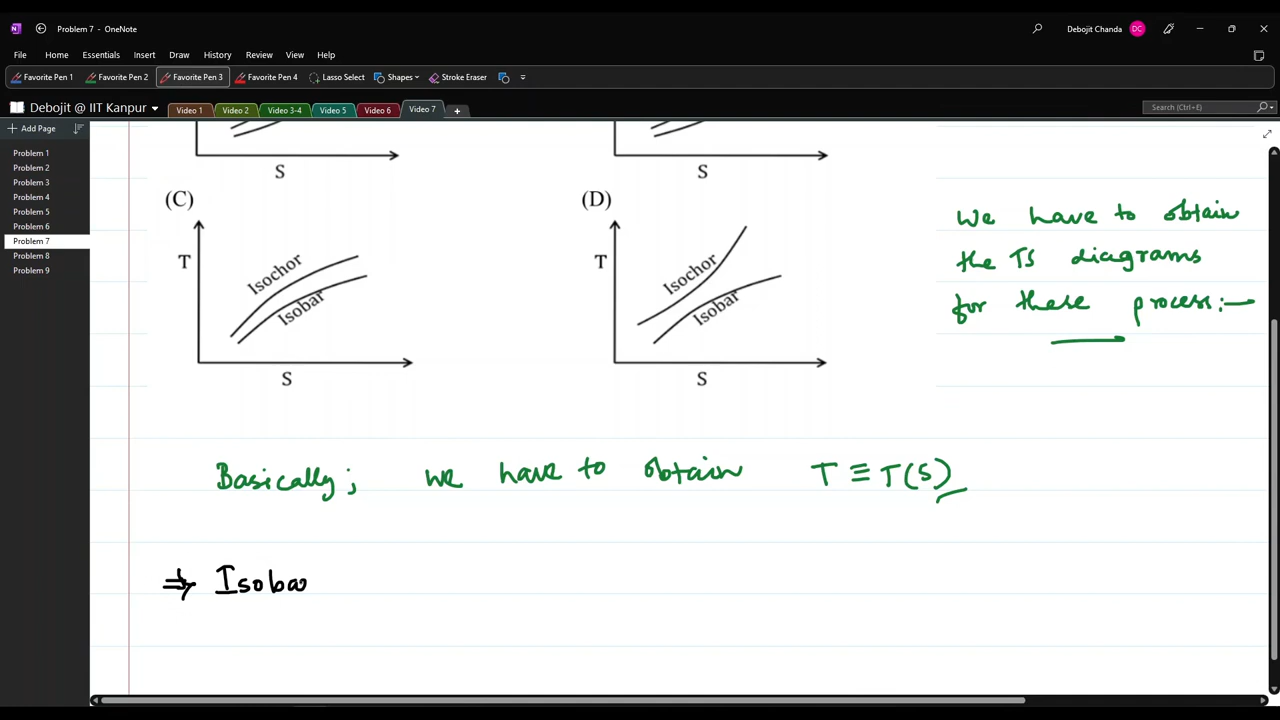 Problem 7 - OneNote
Debojit Chanda DC
File Home Essentials Insert Draw History Review View Help
Favorite Pen 1 Favorite Pen 2 Favorite Pen 3 Favorite Pen 4 Lasso Select Shapes Stroke Eraser
Debojit @ IIT Kanpur Video 1 Video 2 Video 3-4 Video 5 Video 6 Video 7 + Search (Ctrl+E)
+ Add Page
Problem 1
Problem 2
Problem 3
Problem 4
Problem 5
Problem 6
Problem 7
Problem 8
Problem 9
S
S
(C)
T
Isochor
Isobar
S
(D)
T
Isochor
Isobar
S
We have to obtain
the TS diagrams
for these process:-
Basically; we have to obtain T ≡ T(S)
⇒ Isoba